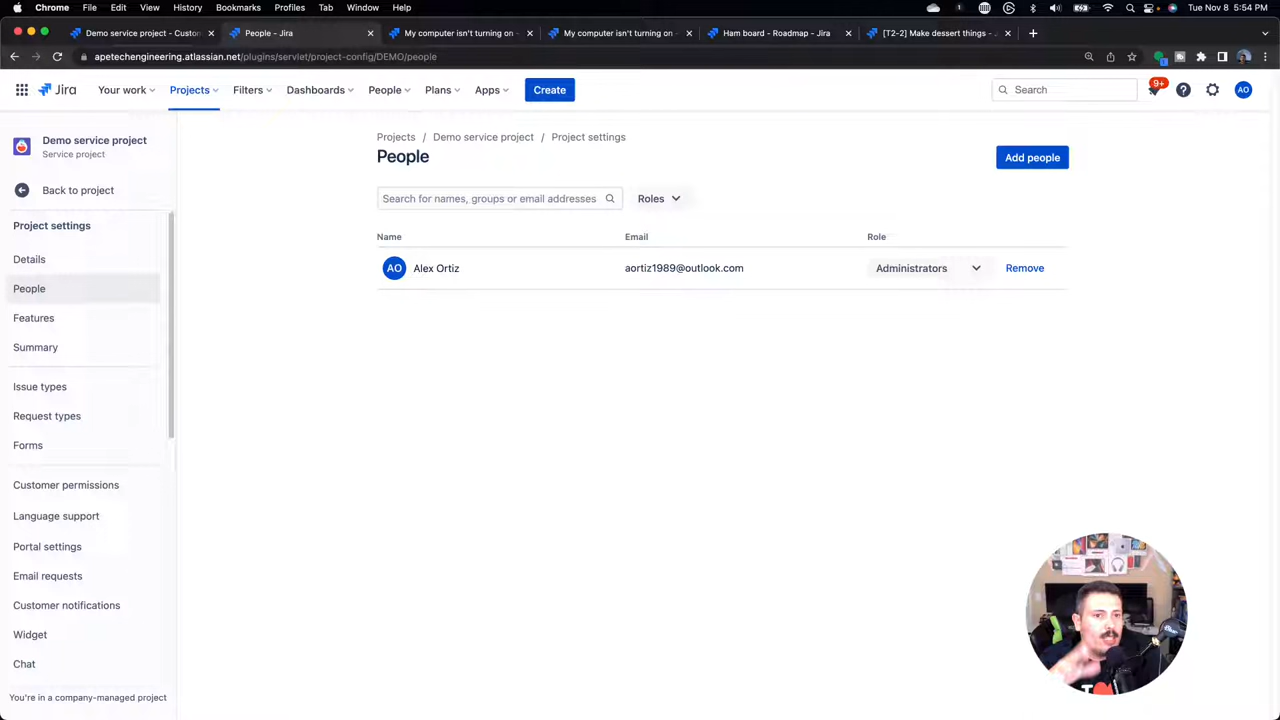 Chrome File Edit View History Bookmarks Profiles Tab Window Help
Tue Nov 8 5:54 PM
Demo service project - Custom
People - Jira
My computer isn't turning on -
My computer isn't turning on -
Ham board - Roadmap - Jira
[T2-2] Make dessert things -
apetechengineering.atlassian.net/plugins/servlet/project-config/DEMO/people
Jira Your work Projects Filters Dashboards People Plans Apps Create Search 9+ AO
Demo service project
Service project
Back to project
Project settings
Details
People
Features
Summary
Issue types
Request types
Forms
Customer permissions
Language support
Portal settings
Email requests
Customer notifications
Widget
Chat
You're in a company-managed project
Projects / Demo service project / Project settings
People
Add people
Search for names, groups or email addresses
Roles
Name Email Role
AO Alex Ortiz aortiz1989@outlook.com Administrators Remove